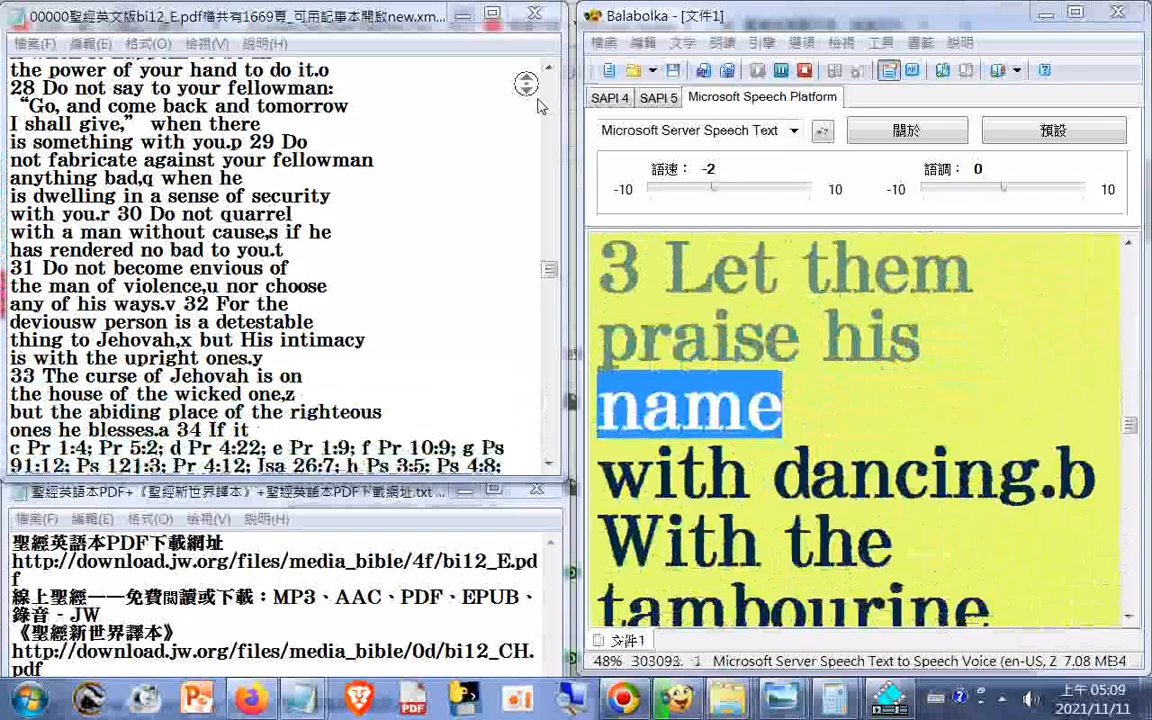 00000聖經英文版bi12_E.pdf檔共有1669頁_可用記事本開啟new.xm...
檔案(F) 編輯(E) 格式(O) 檢視(V) 說明(H)
the power of your hand to do it.o
28 Do not say to your fellowman:
“Go, and come back and tomorrow
I shall give,” when there
is something with you.p 29 Do
not fabricate against your fellowman
anything bad,q when he
is dwelling in a sense of security
with you.r 30 Do not quarrel
with a man without cause,s if he
has rendered no bad to you.t
31 Do not become envious of
the man of violence,u nor choose
any of his ways.v 32 For the
deviousw person is a detestable
thing to Jehovah,x but His intimacy
is with the upright ones.y
33 The curse of Jehovah is on
the house of the wicked one,z
but the abiding place of the righteous
ones he blesses.a 34 If it
c Pr 1:4; Pr 5:2; d Pr 4:22; e Pr 1:9; f Pr 10:9; g Ps
91:12; Ps 121:3; Pr 4:12; Isa 26:7; h Ps 3:5; Ps 4:8;
聖經英語本PDF+《聖經新世界譯本》+聖經英語本PDF下載網址.txt ...
檔案(F) 編輯(E) 格式(O) 檢視(V) 說明(H)
聖經英語本PDF下載網址
http://download.jw.org/files/media_bible/4f/bi12_E.pd
f
線上聖經——免費閱讀或下載：MP3、AAC、PDF、EPUB、
錄音 - JW
《聖經新世界譯本》
http://download.jw.org/files/media_bible/0d/bi12_CH.
pdf
Balabolka - [文件1]
檔案 編輯 文字 朗讀 引擎 選項 檢視 工具 書籤 說明
SAPI 4 SAPI 5 Microsoft Speech Platform
Microsoft Server Speech Text 關於 預設
語速： -2 語調： 0
-10 10 -10 10
3 Let them
praise his
name
with dancing.b
With the
tambourine
文件1
48% 303093: 1 Microsoft Server Speech Text to Speech Voice (en-US, Z 7.08 MB34
上午 05:09
2021/11/11